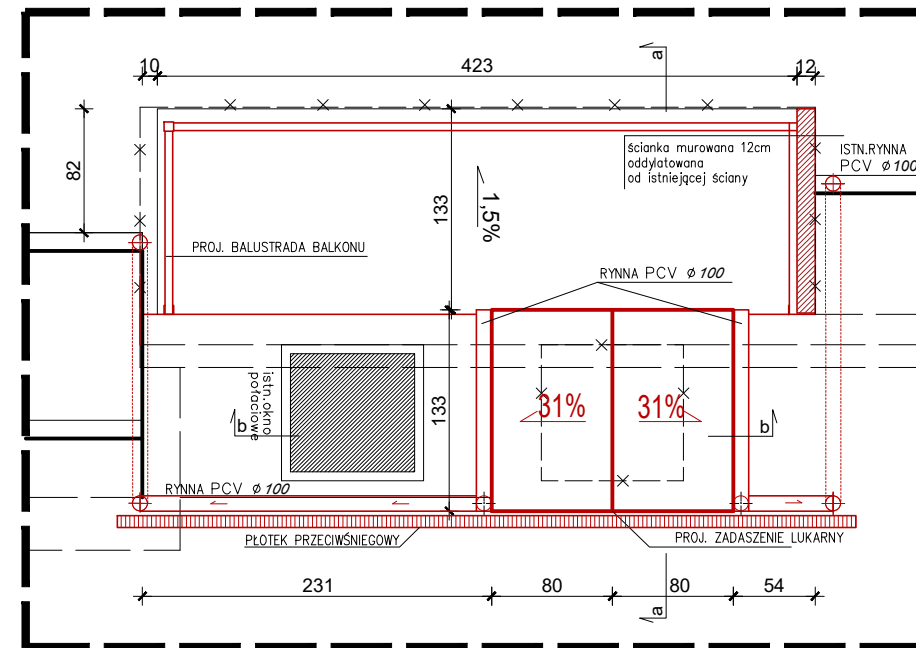 10
423
12
a
82
ścianka murowana 12cm
oddylatowana
od istniejącej ściany
ISTN.RYNNA
PCV ø100
133
1,5%
PROJ. BALUSTRADA BALKONU
RYNNA PCV ø 100
istn.okno
połaciowe
b
133
31%
31%
b
RYNNA PCV ø 100
PŁOTEK PRZECIWŚNIEGOWY
PROJ. ZADASZENIE LUKARNY
231
80
80
54
a